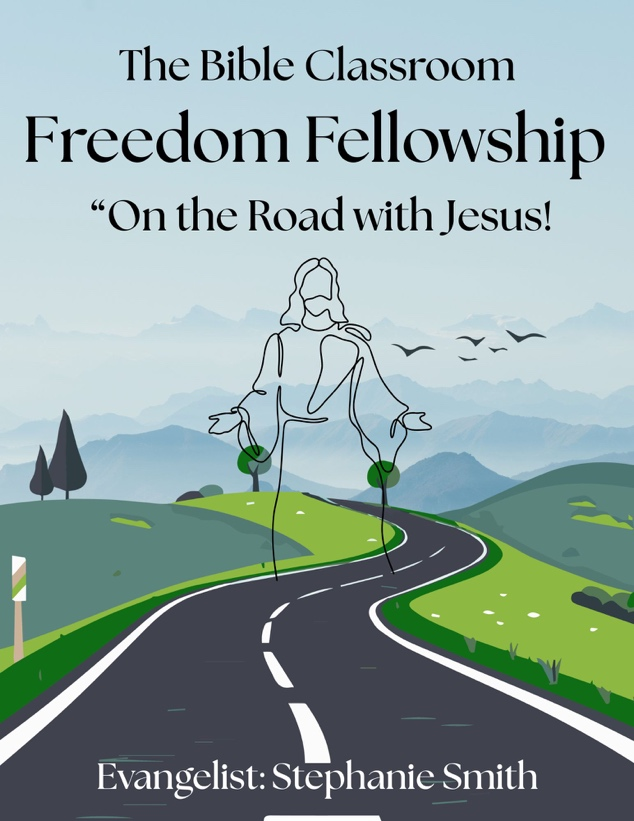 The Bible Classroom
Freedom Fellowship
“On the Road with Jesus!
Evangelist: Stephanie Smith